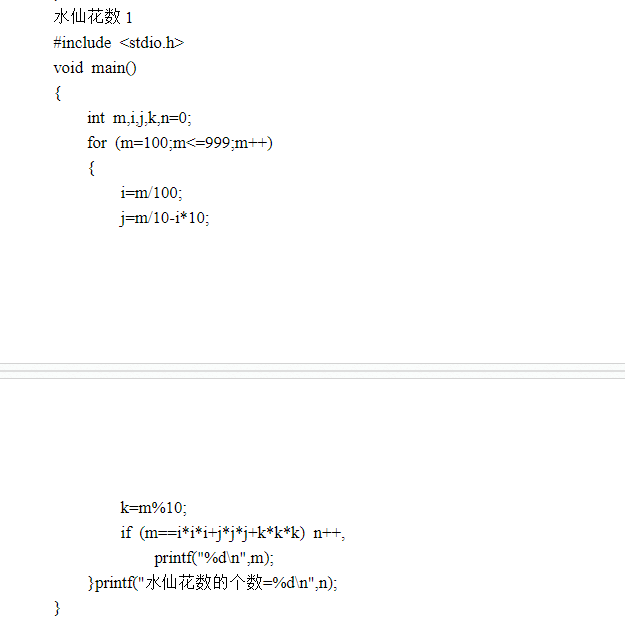 水仙花数 1
#include <stdio.h>
void main()
{
int m,i,j,k,n=0;
for (m=100;m<=999;m++)
{
i=m/100;
j=m/10-i*10;
k=m%10;
if (m==i*i*i+j*j*j+k*k*k) n++,
printf("%d\n",m);
}printf("水仙花数的个数=%d\n",n);
}